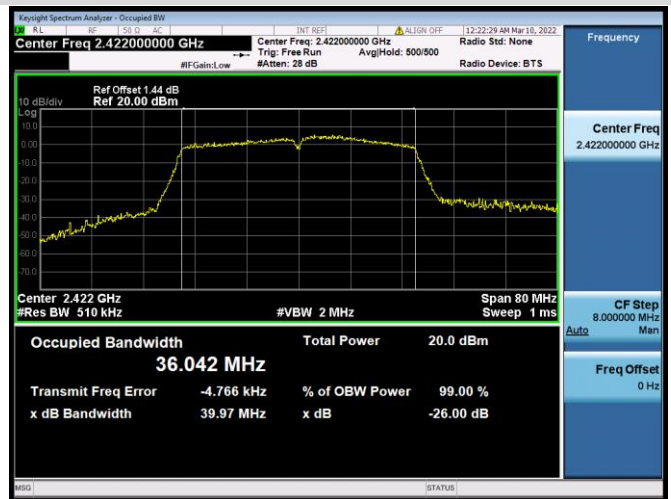 Keysight Spectrum Analyzer - Occupied BW
RL RF 50 Ω AC INT REF ALIGN OFF 12:22:29 AM Mar 10, 2022
Center Freq 2.422000000 GHz Center Freq: 2.422000000 GHz Radio Std: None Frequency
Trig: Free Run Avg|Hold: 500/500
#IFGain:Low #Atten: 28 dB Radio Device: BTS
Ref Offset 1.44 dB
10 dB/div Ref 20.00 dBm
Log
10.0
0.00
-10.0
-20.0
-30.0
-40.0
-50.0
-60.0
-70.0
Center Freq
2.422000000 GHz
Center 2.422 GHz Span 80 MHz
#Res BW 510 kHz #VBW 2 MHz Sweep 1 ms
CF Step
8.000000 MHz
Auto Man
Occupied Bandwidth Total Power 20.0 dBm
36.042 MHz
Transmit Freq Error -4.766 kHz % of OBW Power 99.00 %
x dB Bandwidth 39.97 MHz x dB -26.00 dB
Freq Offset
0 Hz
MSG STATUS